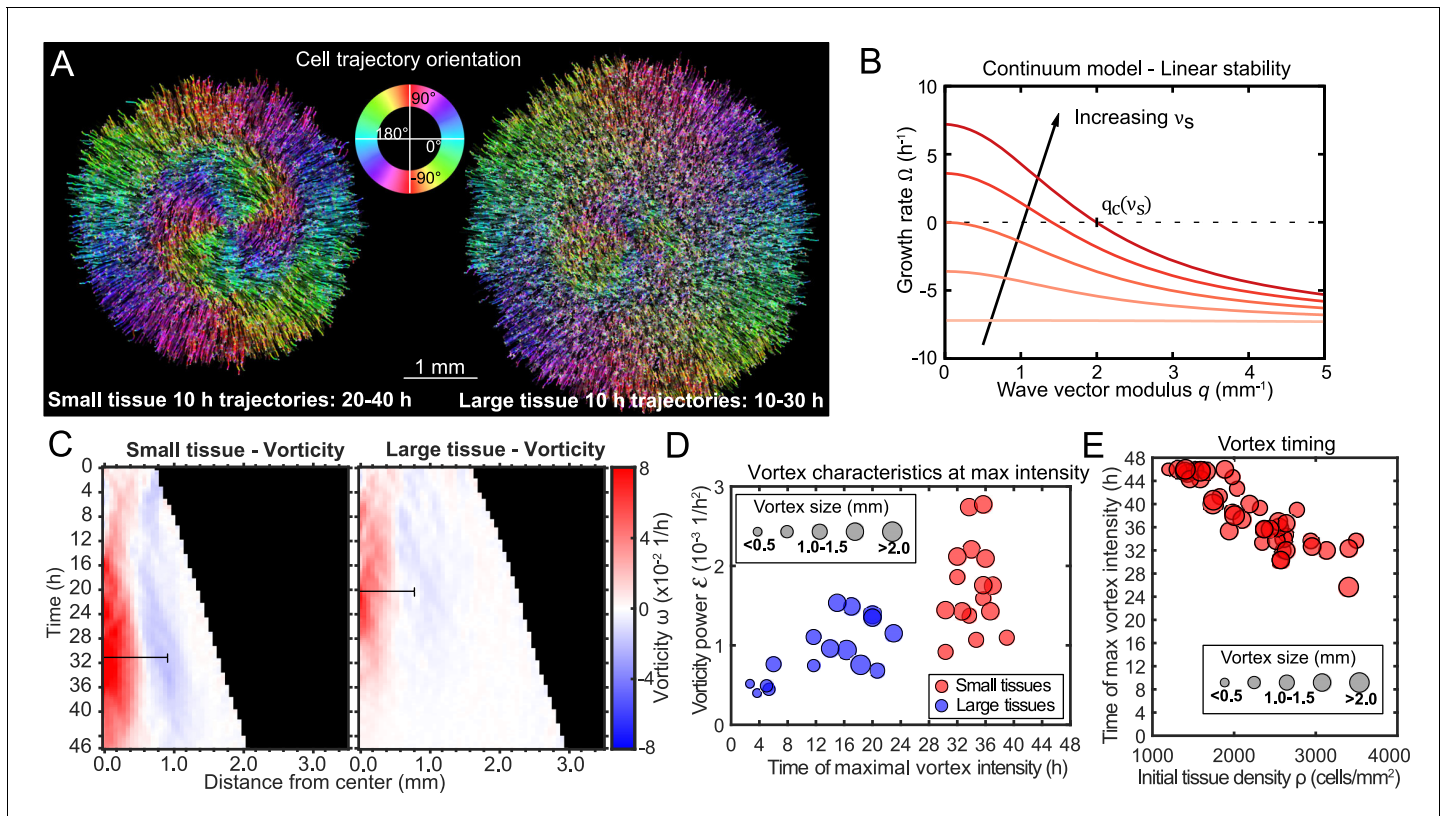 A
Cell trajectory orientation
90°
180°
0°
-90°
1 mm
Small tissue 10 h trajectories: 20-40 h
Large tissue 10 h trajectories: 10-30 h
B
Continuum model - Linear stability
Increasing νS
qc(νS)
Growth rate Ω (h-1)
10
5
0
-5
-10
0 1 2 3 4 5
Wave vector modulus q (mm-1)
C
Small tissue - Vorticity
Large tissue - Vorticity
Time (h)
0
4
8
12
16
20
24
28
32
36
40
46
0 1.0 2.0 3.0
0 1.0 2.0 3.0
Distance from center (mm)
8
4
0
-4
-8
Vorticity ω (x10-2 1/h)
D
Vortex characteristics at max intensity
Vorticity power ℰ (10-3 1/h2)
3
2
1
0
Vortex size (mm)
<0.5 1.0-1.5 >2.0
Small tissues
Large tissues
0 4 8 12 16 20 24 28 32 36 40 44 48
Time of maximal vortex intensity (h)
E
Vortex timing
Time of max vortex intensity (h)
48
44
40
36
32
28
24
20
16
12
8
4
0
Vortex size (mm)
<0.5 1.0-1.5 >2.0
1000 2000 3000 4000
Initial tissue density ρ (cells/mm2)